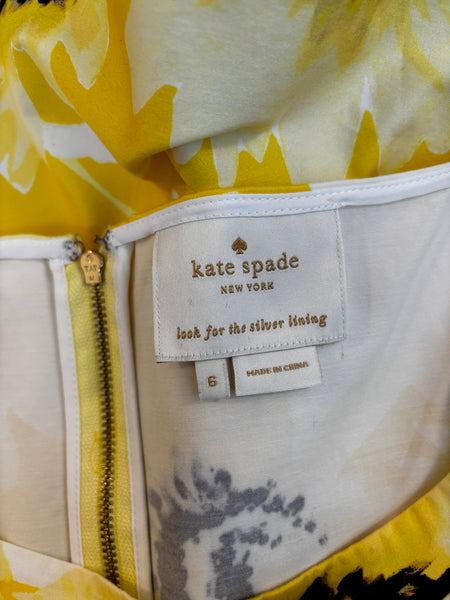 kate spade
NEW YORK
look for the silver lining
6
MADE IN CHINA